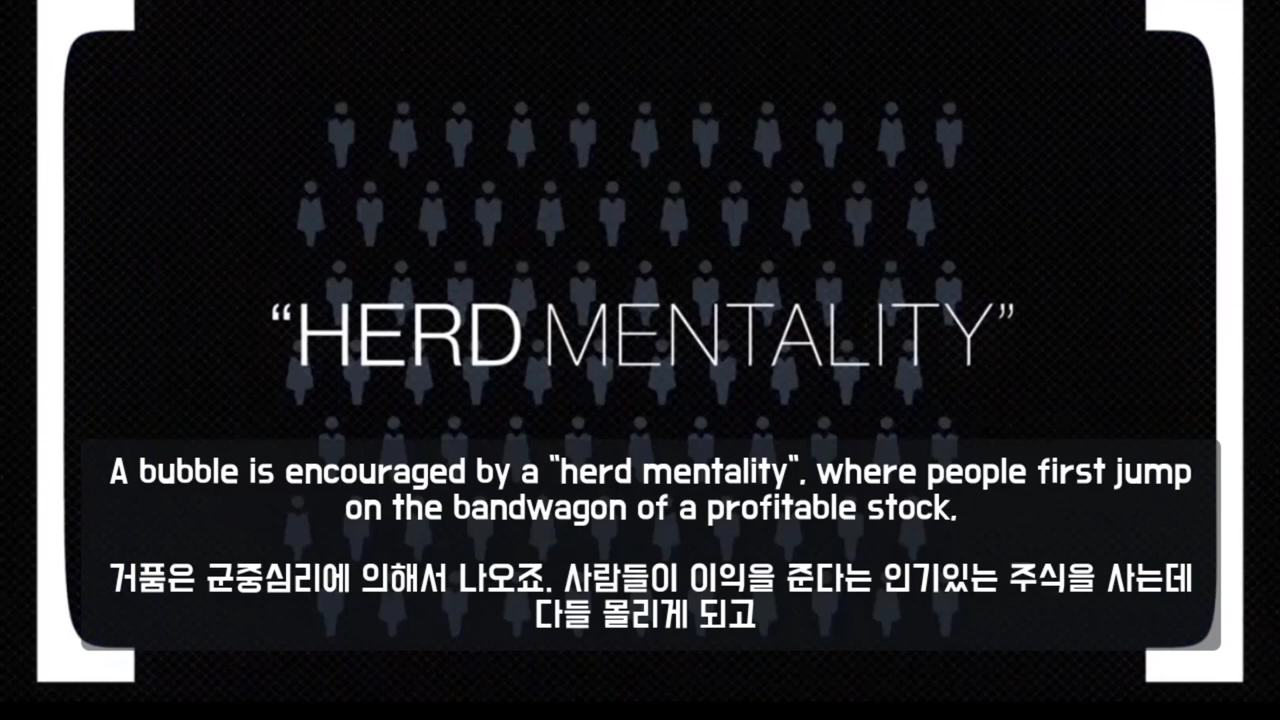 “HERD MENTALITY”
A bubble is encouraged by a "herd mentality", where people first jump
on the bandwagon of a profitable stock,
거품은 군중심리에 의해서 나오죠. 사람들이 이익을 준다는 인기있는 주식을 사는데
다들 몰리게 되고